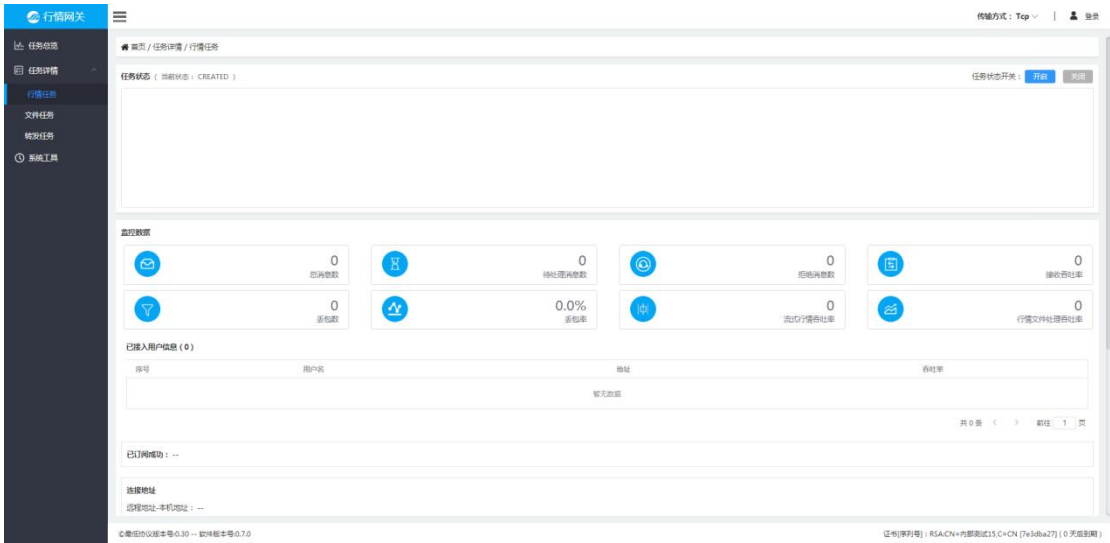 行情网关
传输方式：Tcp | 登录
任务总览
任务详情
行情任务
文件任务
转发任务
系统工具
首页 / 任务详情 / 行情任务
任务状态 ( 当前状态：CREATED )
任务状态开关： 开启 关闭
监控数据
0
总消息数
0
待处理消息数
0
拒绝消息数
0
接收吞吐率
0
丢包数
0.0%
丢包率
0
流式行情吞吐率
0
行情文件处理吞吐率
已接入用户信息 ( 0 )
序号 用户名 地址 吞吐率
暂无数据
共 0 条 < > 前往 1 页
已订阅成功： --
连接地址
远程地址-本机地址： --
©最低协议版本号:0.30 -- 软件版本号:0.7.0
证书[序列号]：RSA:CN=内部测试15,C=CN [7e3dba27] ( 0 天后到期 )